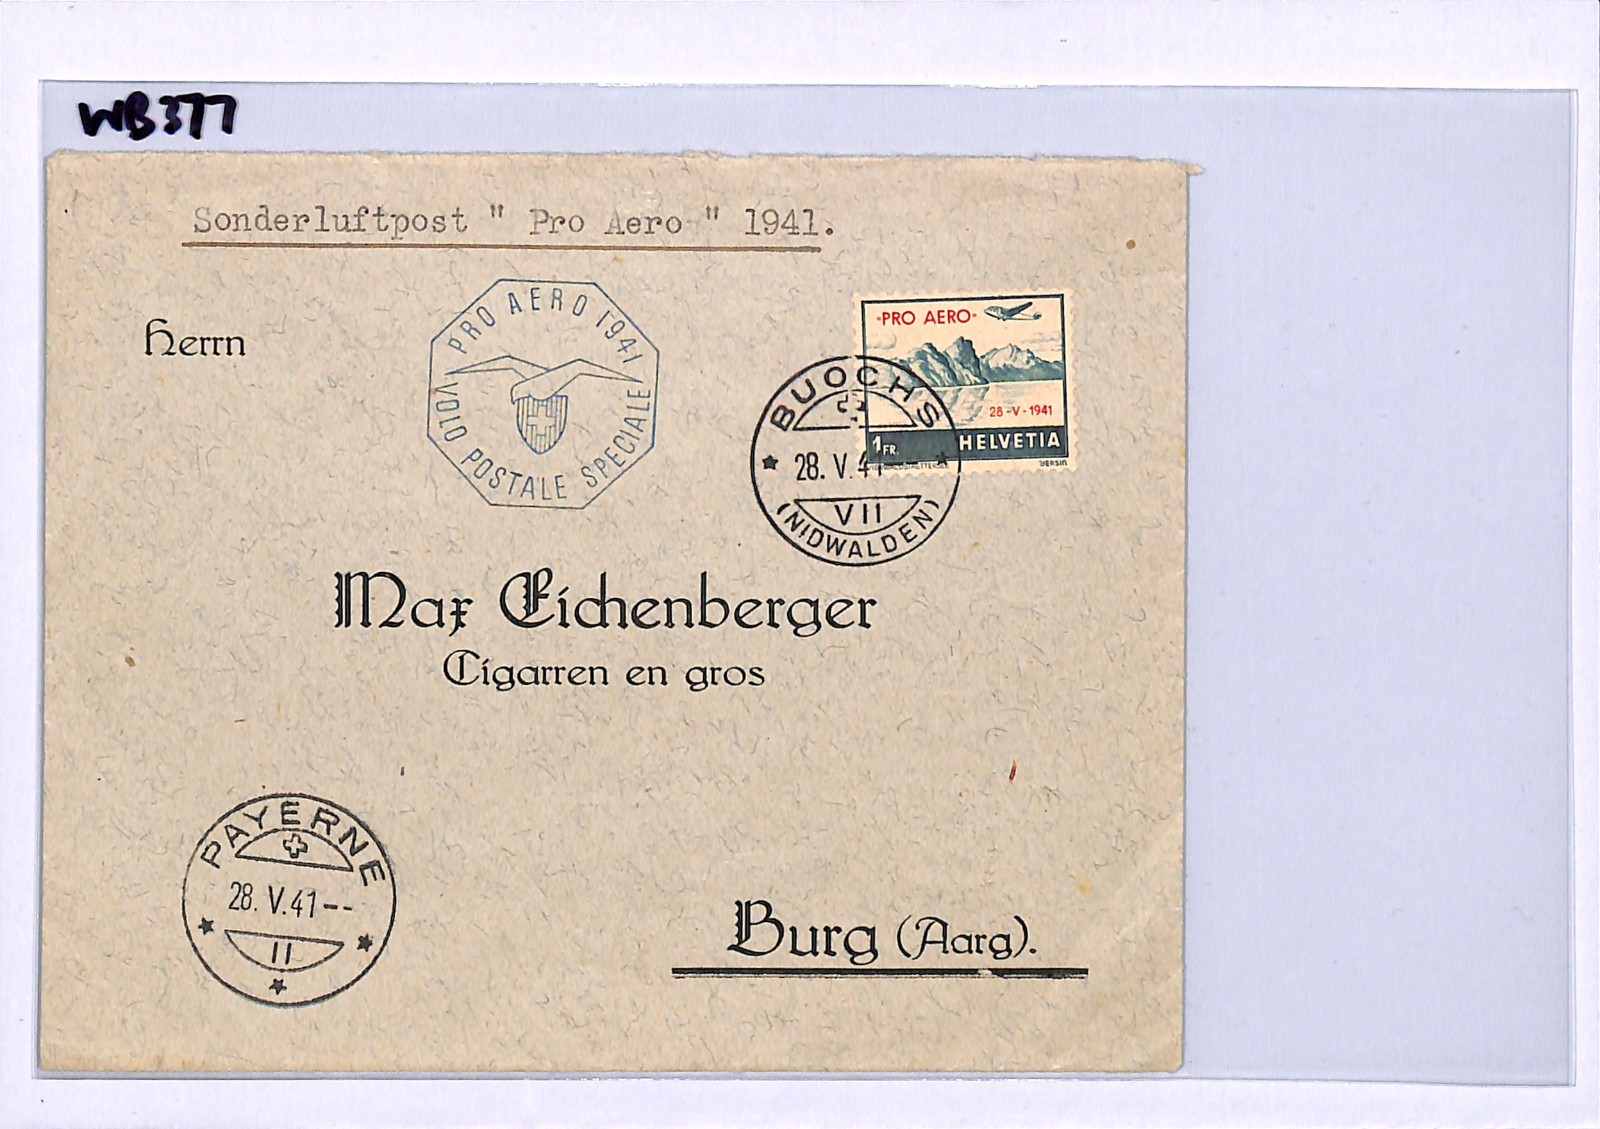 WB377
Sonderluftpost " Pro Aero " 1941.
Herrn
PRO AERO 1941
VOLO POSTALE SPECIALE
·PRO AERO·
28-V-1941
1FR.
HELVETIA
BUOCHS
28. V. 41
VII
(NIDWALDEN)
Max Eichenberger
Cigarren en gros
PAYERNE
28. V. 41--
II
Burg (Aarg).